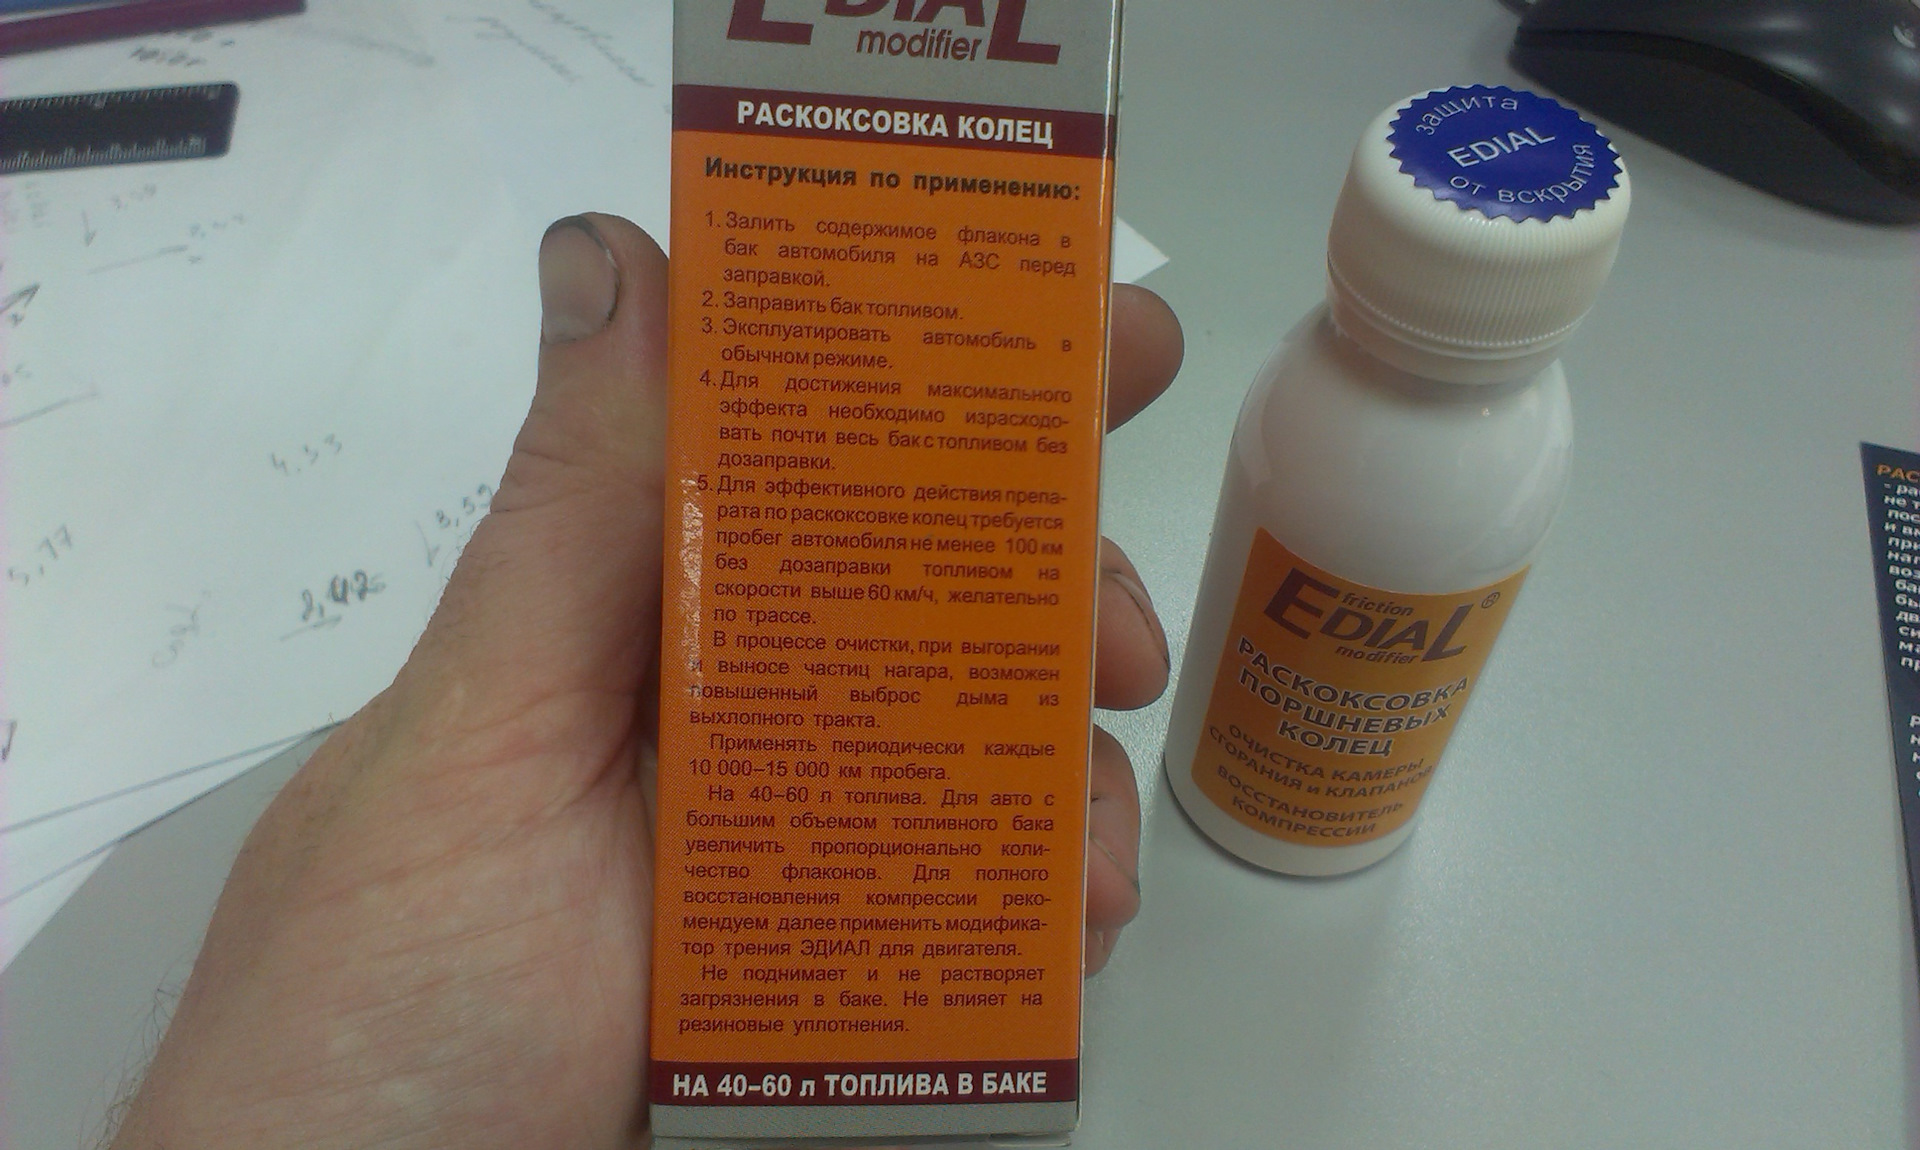 EDIAL
modifier
РАСКОКСОВКА КОЛЕЦ
Инструкция по применению:
1. Залить содержимое флакона в
бак автомобиля на АЗС перед
заправкой.
2. Заправить бак топливом.
3. Эксплуатировать автомобиль в
обычном режиме.
4. Для достижения максимального
эффекта необходимо израсходо-
вать почти весь бак с топливом без
дозаправки.
5. Для эффективного действия препа-
рата по раскоксовке колец требуется
пробег автомобиля не менее 100 км
без дозаправки топливом на
скорости выше 60 км/ч, желательно
по трассе.
В процессе очистки, при выгорании
и выносе частиц нагара, возможен
повышенный выброс дыма из
выхлопного тракта.
Применять периодически каждые
10 000–15 000 км пробега.
На 40–60 л топлива. Для авто с
большим объемом топливного бака
увеличить пропорционально коли-
чество флаконов. Для полного
восстановления компрессии реко-
мендуем далее применить модифика-
тор трения ЭДИАЛ для двигателя.
Не поднимает и не растворяет
загрязнения в баке. Не влияет на
резиновые уплотнения.
НА 40–60 л ТОПЛИВА В БАКЕ
защита
EDIAL
от вскрытия
friction
EDIAL®
modifier
РАСКОКСОВКА
ПОРШНЕВЫХ
КОЛЕЦ
ОЧИСТКА КАМЕРЫ
СГОРАНИЯ и КЛАПАНОВ
ВОССТАНОВИТЕЛЬ
КОМПРЕССИИ
4,33
3,59
5,77